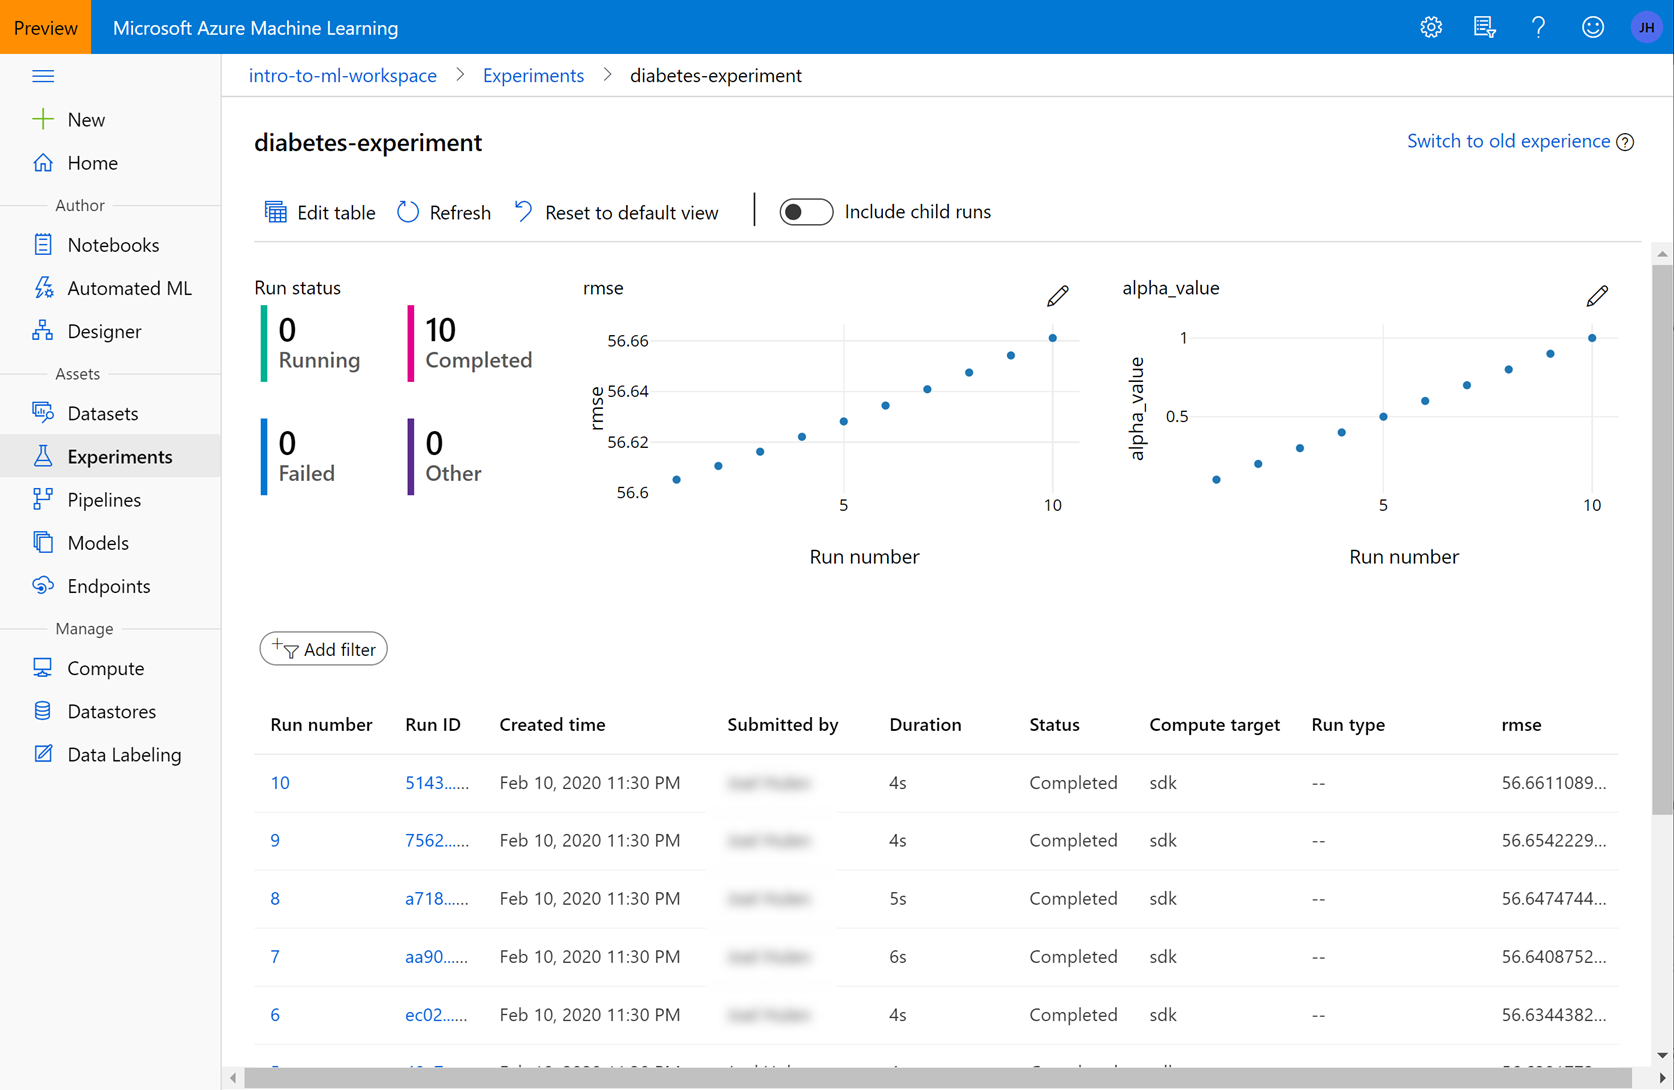 Preview
Microsoft Azure Machine Learning
JH
intro-to-ml-workspace > Experiments > diabetes-experiment
New
Home
Author
Notebooks
Automated ML
Designer
Assets
Datasets
Experiments
Pipelines
Models
Endpoints
Manage
Compute
Datastores
Data Labeling
diabetes-experiment
Switch to old experience ?
Edit table Refresh Reset to default view Include child runs
Run status
0 Running
10 Completed
0 Failed
0 Other
rmse
56.66
56.64
56.62
56.6
rmse
5 10
Run number
alpha_value
1
0.5
alpha_value
5 10
Run number
Add filter
Run number Run ID Created time Submitted by Duration Status Compute target Run type rmse
10 5143...... Feb 10, 2020 11:30 PM 4s Completed sdk -- 56.6611089...
9 7562...... Feb 10, 2020 11:30 PM 4s Completed sdk -- 56.6542229...
8 a718...... Feb 10, 2020 11:30 PM 5s Completed sdk -- 56.6474744...
7 aa90...... Feb 10, 2020 11:30 PM 6s Completed sdk -- 56.6408752...
6 ec02...... Feb 10, 2020 11:30 PM 4s Completed sdk -- 56.6344382...